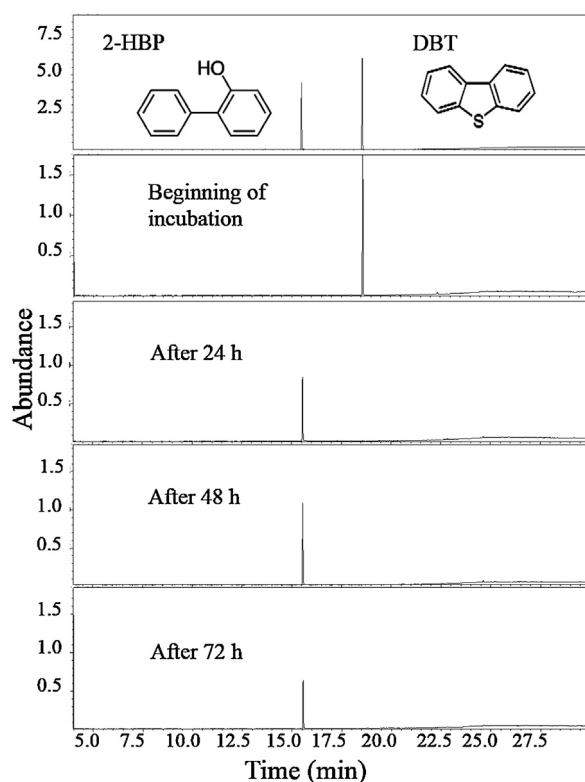 2-HBP
DBT
HO
S
7.5
5.0
2.5
Beginning of
incubation
1.5
1.0
0.5
After 24 h
1.5
1.0
0.5
After 48 h
1.5
1.0
0.5
After 72 h
1.5
1.0
0.5
Abundance
5.0 7.5 10.0 12.5 15.0 17.5 20.0 22.5 25.0 27.5
Time (min)